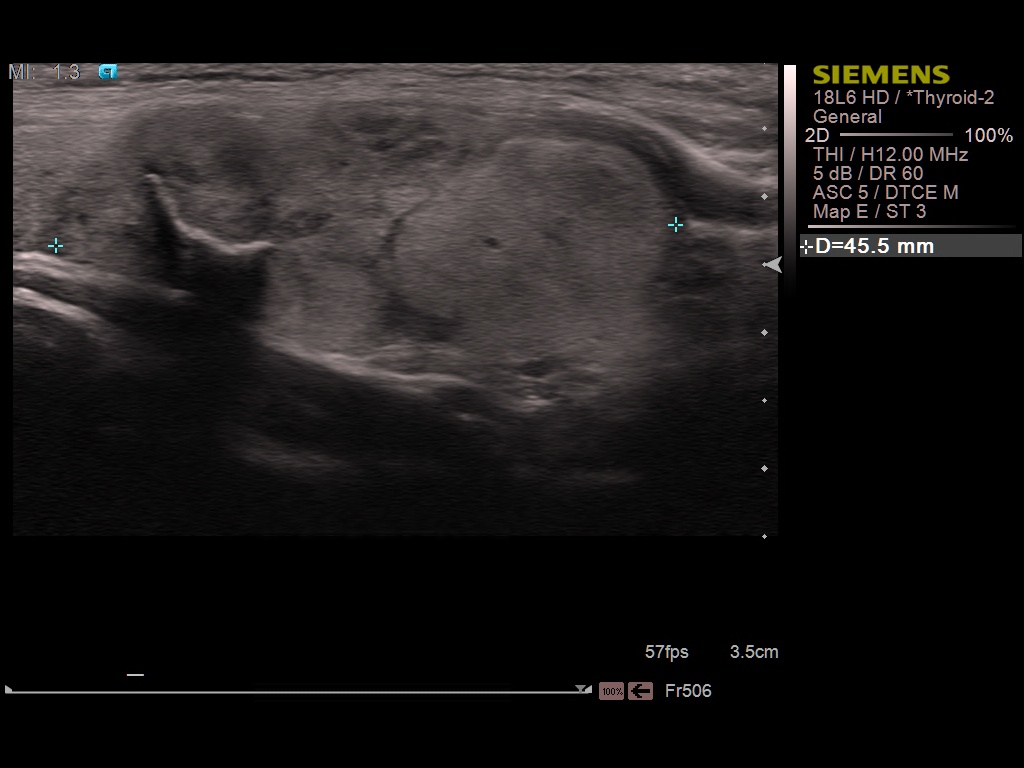 MI: 1.3
SIEMENS
18L6 HD / *Thyroid-2
General
2D 100%
THI / H12.00 MHz
5 dB / DR 60
ASC 5 / DTCE M
Map E / ST 3
D=45.5 mm
57fps 3.5cm
100% Fr506